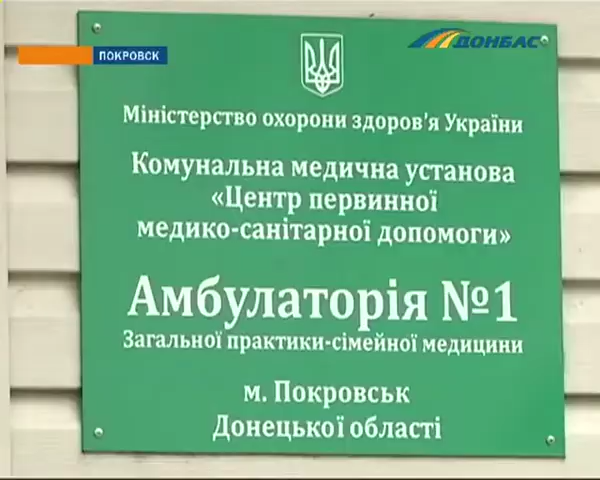 ПОКРОВСК
ДОНБАС
Міністерство охорони здоров'я України
Комунальна медична установа
«Центр первинної
медико-санітарної допомоги»
Амбулаторія №1
Загальної практики-сімейної медицини
м. Покровськ
Донецької області